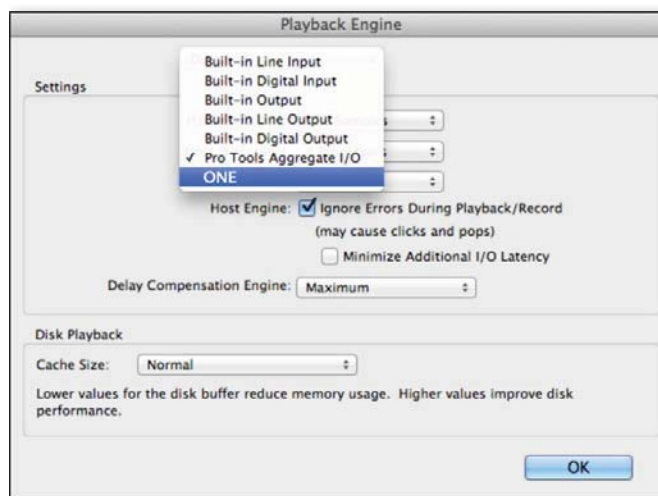 Playback Engine
Built-in Line Input
Built-in Digital Input
Settings
Built-in Output
Built-in Line Output
Built-in Digital Output
✓ Pro Tools Aggregate I/O
ONE
Host Engine: Ignore Errors During Playback/Record
(may cause clicks and pops)
Minimize Additional I/O Latency
Delay Compensation Engine: Maximum
Disk Playback
Cache Size: Normal
Lower values for the disk buffer reduce memory usage. Higher values improve disk
performance.
OK